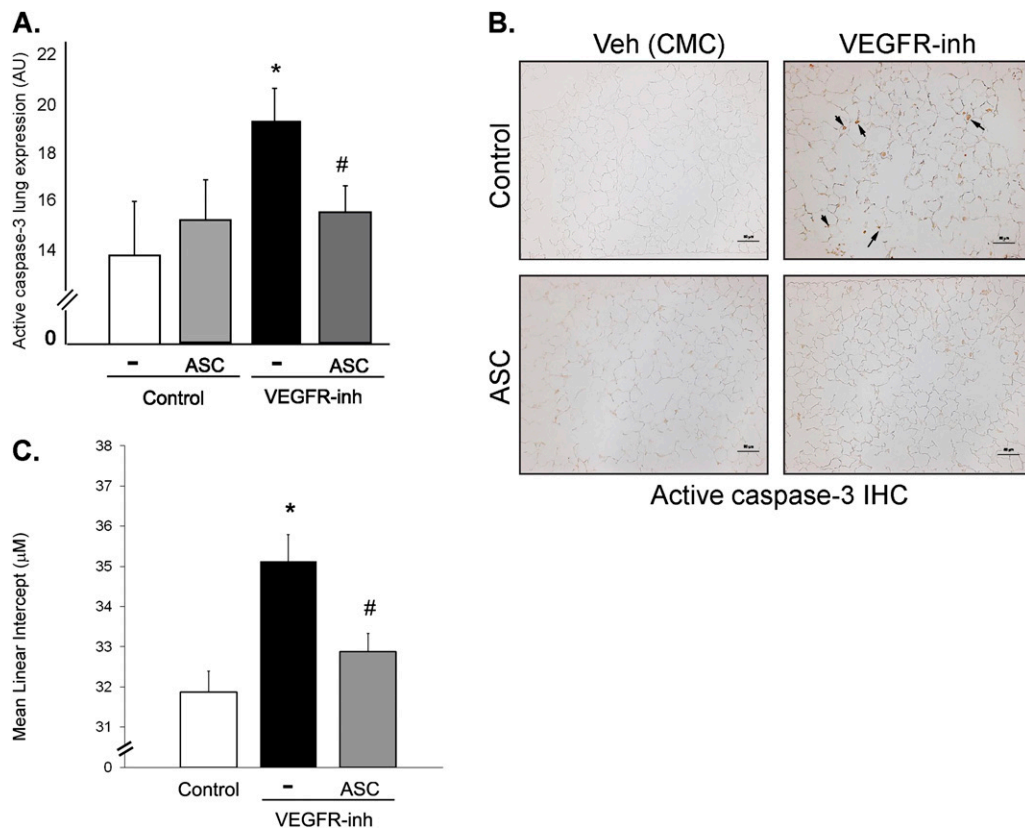 A.
Active caspase-3 lung expression (AU)
22
20
18
16
14
0
*
#
- ASC - ASC
Control VEGFR-inh
B.
Veh (CMC) VEGFR-inh
Control
ASC
Active caspase-3 IHC
C.
Mean Linear Intercept (μM)
38
37
36
35
34
33
32
31
0
*
#
Control - ASC
VEGFR-inh